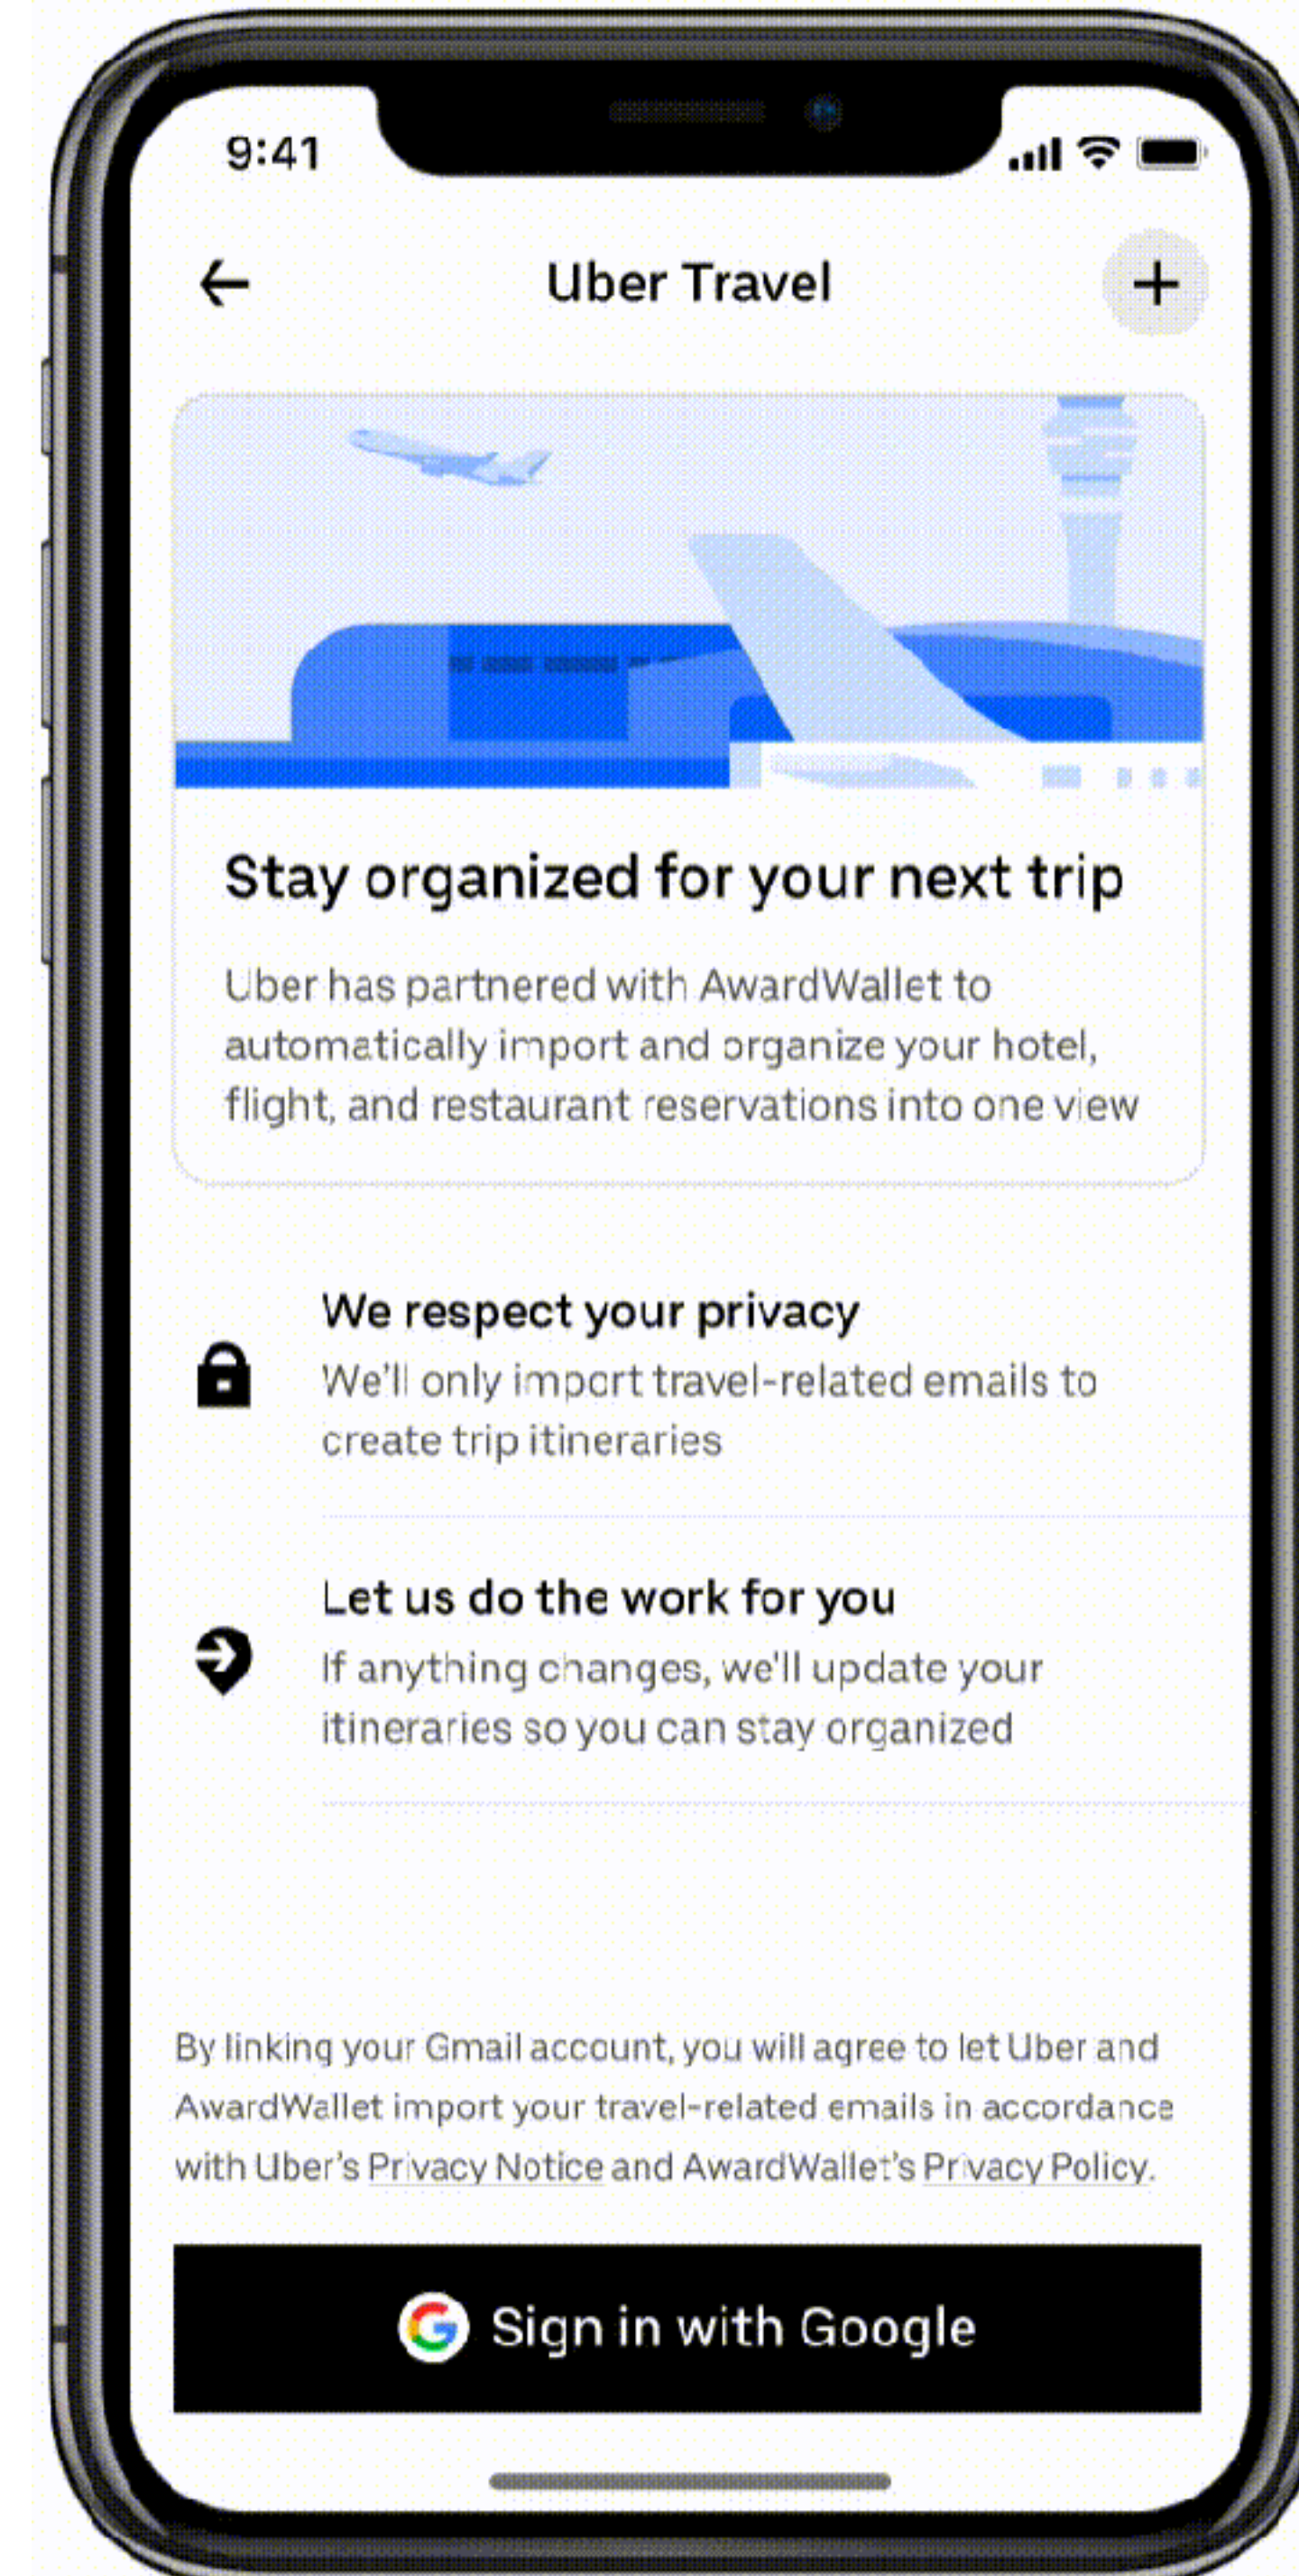 9:41
Uber Travel
Stay organized for your next trip
Uber has partnered with AwardWallet to
automatically import and organize your hotel,
flight, and restaurant reservations into one view
We respect your privacy
We'll only import travel-related emails to
create trip itineraries
Let us do the work for you
If anything changes, we'll update your
itineraries so you can stay organized
By linking your Gmail account, you will agree to let Uber and
AwardWallet import your travel-related emails in accordance
with Uber's Privacy Notice and AwardWallet's Privacy Policy.
Sign in with Google